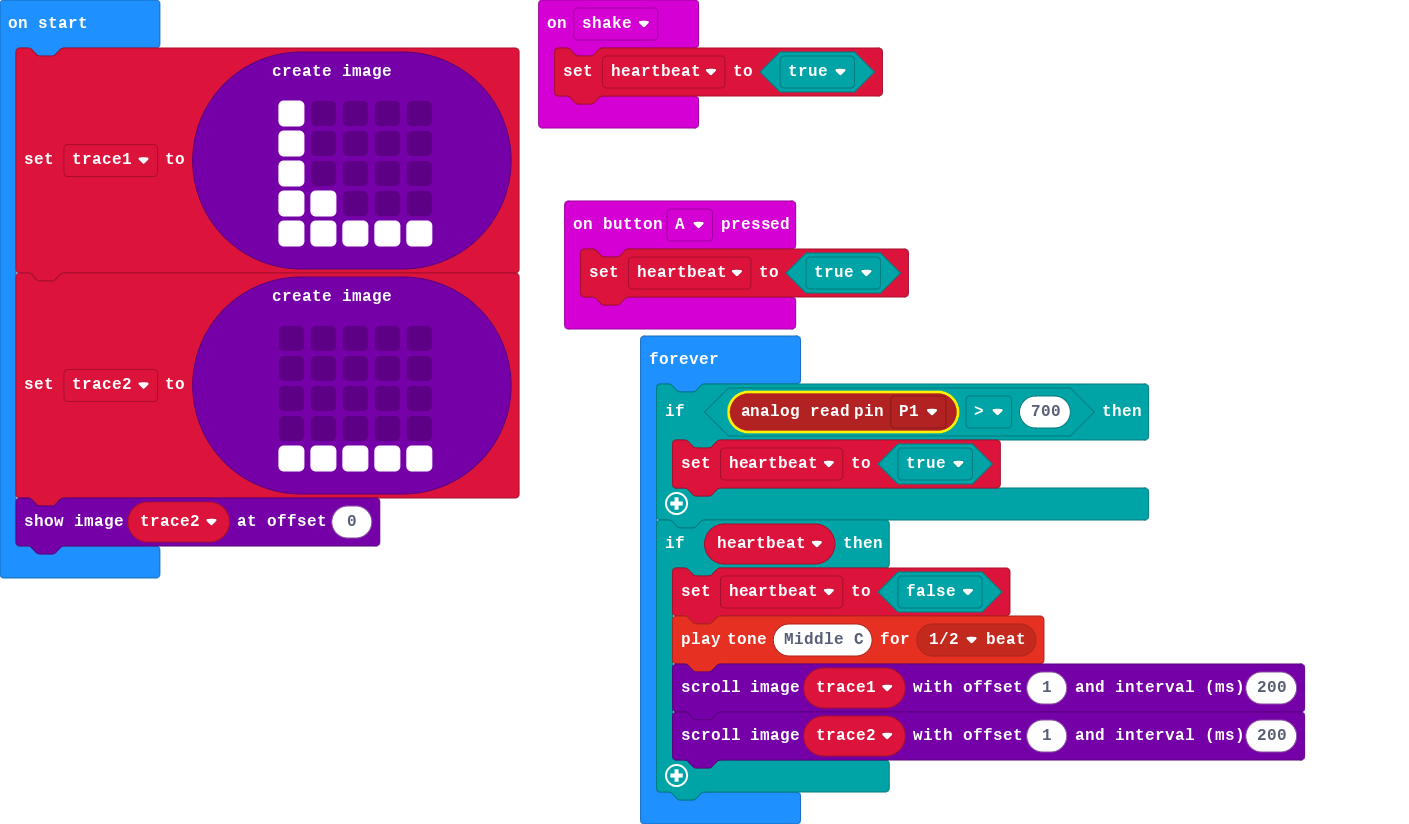 on start
set trace1 to create image
set trace2 to create image
show image trace2 at offset 0
on shake
set heartbeat to true
on button A pressed
set heartbeat to true
forever
if analog read pin P1 > 700 then
set heartbeat to true
if heartbeat then
set heartbeat to false
play tone Middle C for 1/2 beat
scroll image trace1 with offset 1 and interval (ms) 200
scroll image trace2 with offset 1 and interval (ms) 200